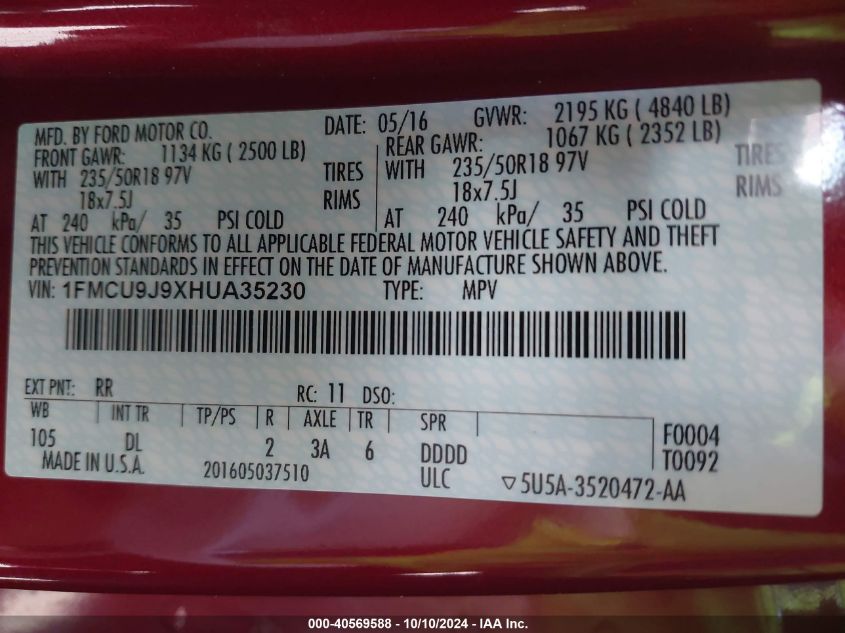 MFD. BY FORD MOTOR CO. DATE: 05/16 GVWR: 2195 KG ( 4840 LB)
FRONT GAWR: 1134 KG ( 2500 LB) REAR GAWR: 1067 KG ( 2352 LB)
WITH 235/50R18 97V TIRES WITH 235/50R18 97V TIRES
18x7.5J RIMS 18x7.5J RIMS
AT 240 kPa/ 35 PSI COLD AT 240 kPa/ 35 PSI COLD
THIS VEHICLE CONFORMS TO ALL APPLICABLE FEDERAL MOTOR VEHICLE SAFETY AND THEFT
PREVENTION STANDARDS IN EFFECT ON THE DATE OF MANUFACTURE SHOWN ABOVE.
VIN: 1FMCU9J9XHUA35230 TYPE: MPV
EXT PNT: RR RC: 11 DSO:
WB INT TR TP/PS R AXLE TR SPR
105 DL 2 3A 6 DDDD F0004
MADE IN U.S.A. 201605037510 ULC T0092
5U5A-3520472-AA
000-40569588 - 10/10/2024 - IAA Inc.